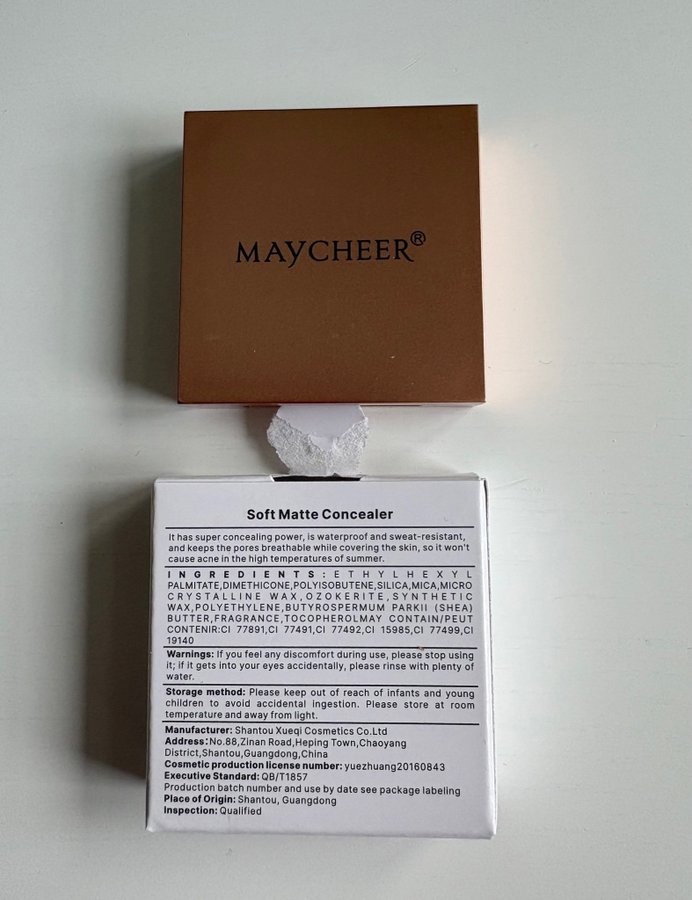 MAYCHEER®
Soft Matte Concealer
It has super concealing power, is waterproof and sweat-resistant,
and keeps the pores breathable while covering the skin, so it won't
cause acne in the high temperatures of summer.
INGREDIENTS:ETHYLHEXYL
PALMITATE,DIMETHICONE,POLYISOBUTENE,SILICA,MICA,MICRO
CRYSTALLINE WAX,OZOKERITE,SYNTHETIC
WAX,POLYETHYLENE,BUTYROSPERMUM PARKII (SHEA)
BUTTER,FRAGRANCE,TOCOPHEROLMAY CONTAIN/PEUT
CONTENIR:CI 77891,CI 77491,CI 77492,CI 15985,CI 77499,CI
19140
Warnings: If you feel any discomfort during use, please stop using
it; if it gets into your eyes accidentally, please rinse with plenty of
water.
Storage method: Please keep out of reach of infants and young
children to avoid accidental ingestion. Please store at room
temperature and away from light.
Manufacturer: Shantou Xueqi Cosmetics Co.Ltd
Address:No.88,Zinan Road,Heping Town,Chaoyang
District,Shantou,Guangdong,China
Cosmetic production license number: yuezhuang20160843
Executive Standard: QB/T1857
Production batch number and use by date see package labeling
Place of Origin: Shantou, Guangdong
Inspection: Qualified